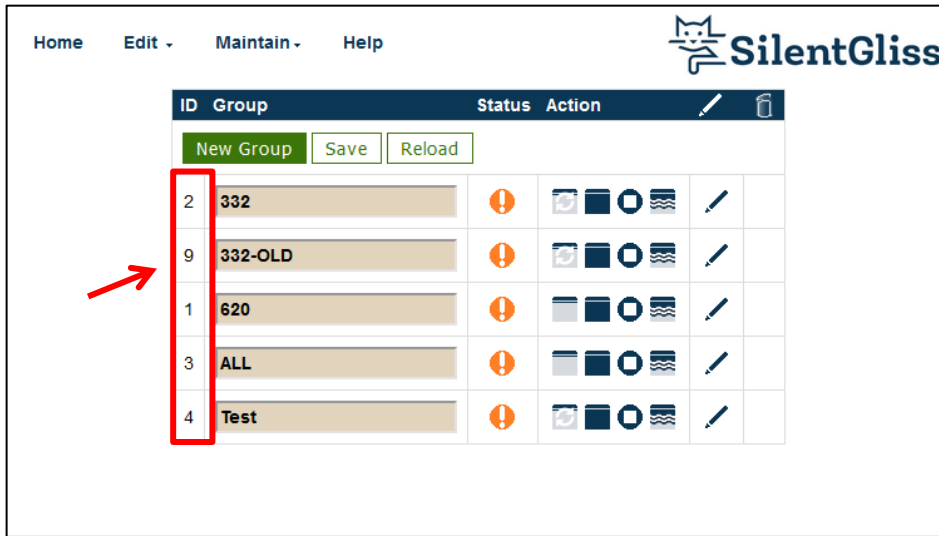 Home Edit Maintain Help
SilentGliss
ID Group Status Action
New Group Save Reload
2 332
9 332-OLD
1 620
3 ALL
4 Test